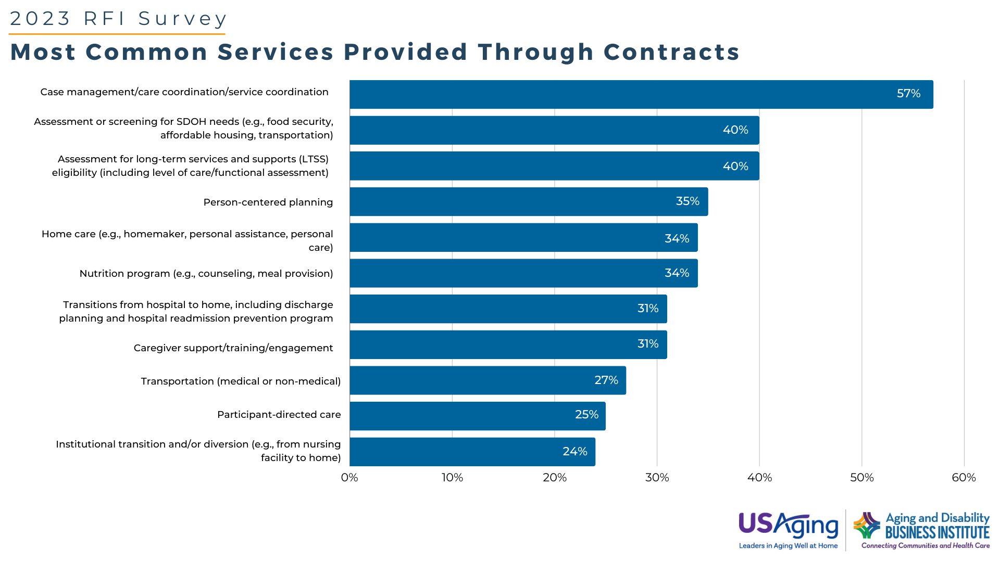 2023 RFI Survey
Most Common Services Provided Through Contracts
Case management/care coordination/service coordination
57%
Assessment or screening for SDOH needs (e.g., food security,
affordable housing, transportation)
40%
Assessment for long-term services and supports (LTSS)
eligibility (including level of care/functional assessment)
40%
Person-centered planning
35%
Home care (e.g., homemaker, personal assistance, personal
care)
34%
Nutrition program (e.g., counseling, meal provision)
34%
Transitions from hospital to home, including discharge
planning and hospital readmission prevention program
31%
Caregiver support/training/engagement
31%
Transportation (medical or non-medical)
27%
Participant-directed care
25%
Institutional transition and/or diversion (e.g., from nursing
facility to home)
24%
0% 10% 20% 30% 40% 50% 60%
USAging
Leaders in Aging Well at Home
Aging and Disability
BUSINESS INSTITUTE
Connecting Communities and Health Care